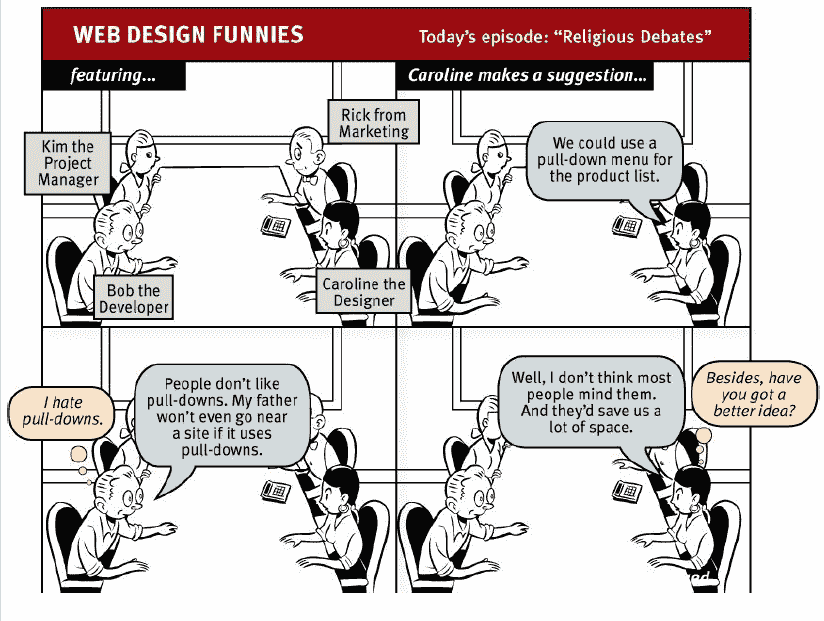 WEB DESIGN FUNNIES
Today's episode: “Religious Debates”
featuring...
Kim the
Project
Manager
Rick from
Marketing
Bob the
Developer
Caroline the
Designer
Caroline makes a suggestion...
We could use a
pull-down menu for
the product list.
I hate
pull-downs.
People don't like
pull-downs. My father
won't even go near
a site if it uses
pull-downs.
Well, I don't think most
people mind them.
And they'd save us a
lot of space.
Besides, have
you got a
better idea?